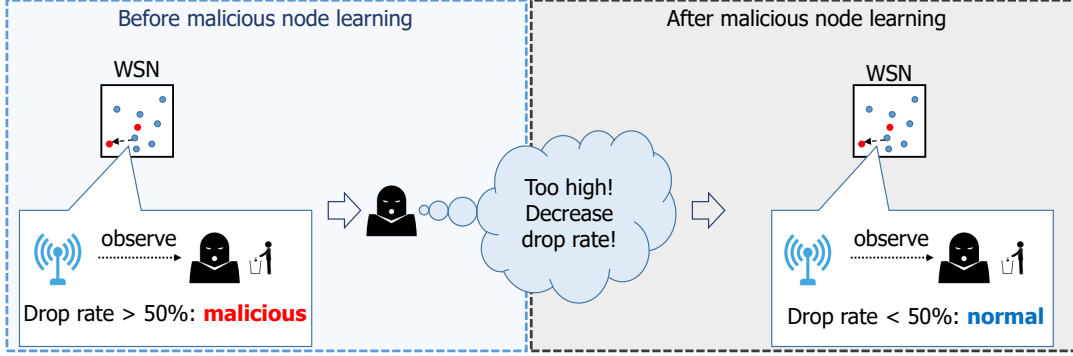 Before malicious node learning
WSN
observe
Drop rate > 50%: malicious
Too high!
Decrease
drop rate!
After malicious node learning
WSN
observe
Drop rate < 50%: normal